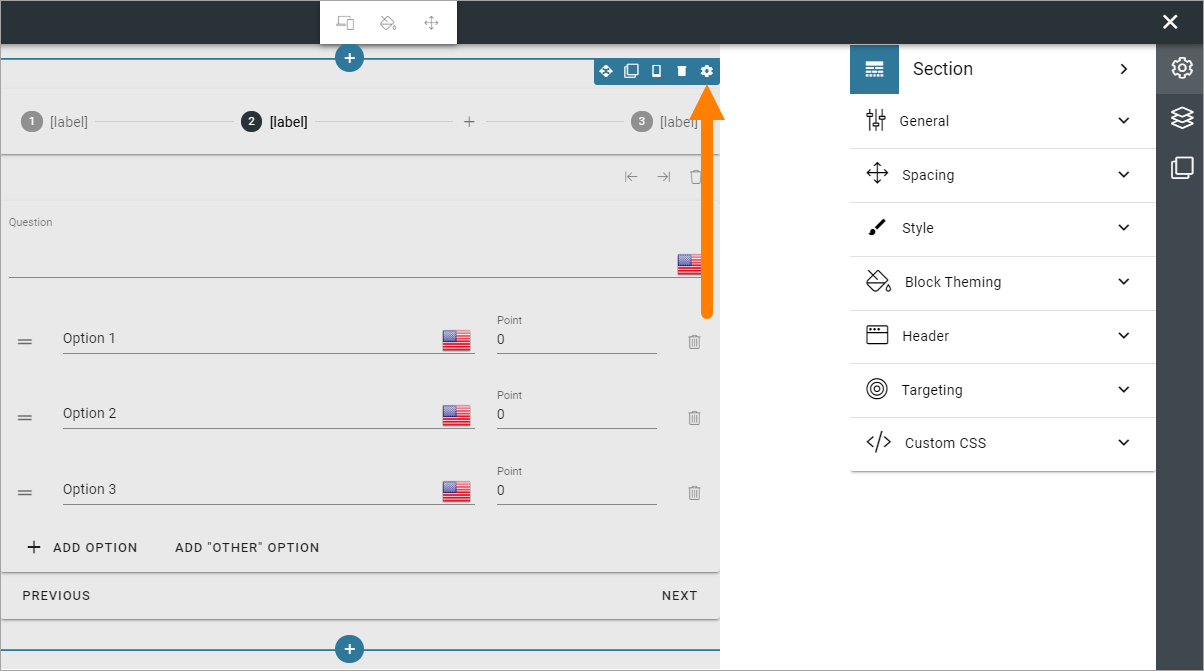 Section
1 [label] 2 [label] 3 [label]
General
Spacing
Question
Style
Block Theming
Option 1
Point
0
Header
Targeting
Option 2
Point
0
Custom CSS
Option 3
Point
0
ADD OPTION ADD "OTHER" OPTION
PREVIOUS NEXT